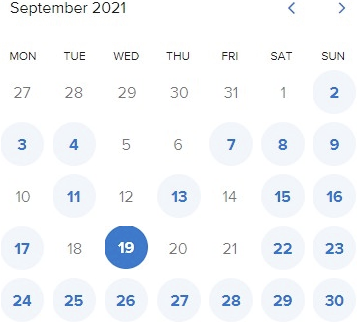 September 2021
MON TUE WED THU FRI SAT SUN
27 28 29 30 31 1 2
3 4 5 6 7 8 9
10 11 12 13 14 15 16
17 18 19 20 21 22 23
24 25 26 27 28 29 30